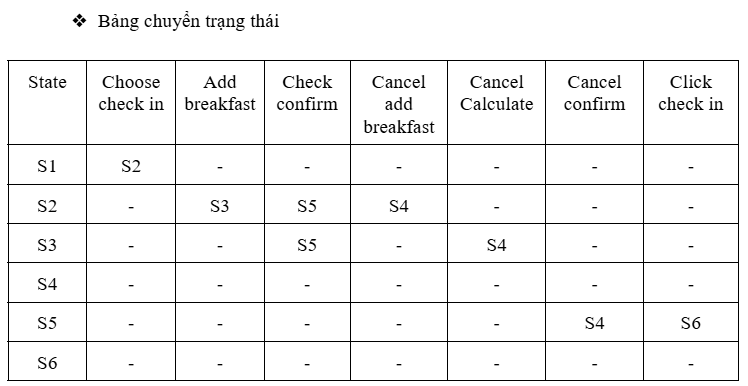 ❖ Bảng chuyển trạng thái
State Choose check in Add breakfast Check confirm Cancel add breakfast Cancel Calculate Cancel confirm Click check in
S1 S2 - - - - - -
S2 - S3 S5 S4 - - -
S3 - - S5 - S4 - -
S4 - - - - - - -
S5 - - - - - S4 S6
S6 - - - - - - -